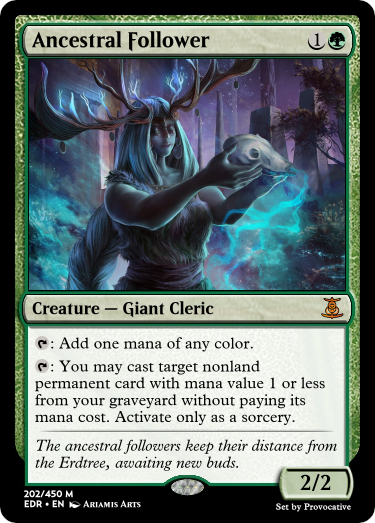 Ancestral Follower 1
Creature — Giant Cleric
: Add one mana of any color.
: You may cast target nonland
permanent card with mana value 1 or less
from your graveyard without paying its
mana cost. Activate only as a sorcery.
The ancestral followers keep their distance from
the Erdtree, awaiting new buds.
2/2
202/450 M
EDR • EN Ariamis Arts
Set by Provocative